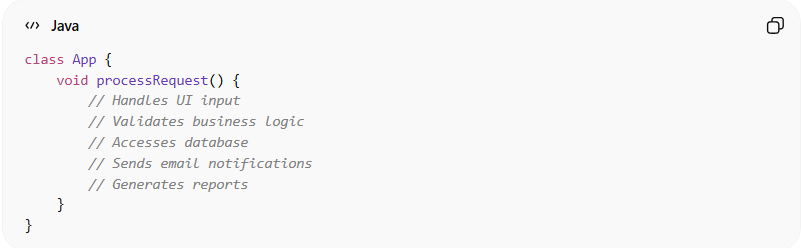 </> Java
class App {
    void processRequest() {
        // Handles UI input
        // Validates business logic
        // Accesses database
        // Sends email notifications
        // Generates reports
    }
}